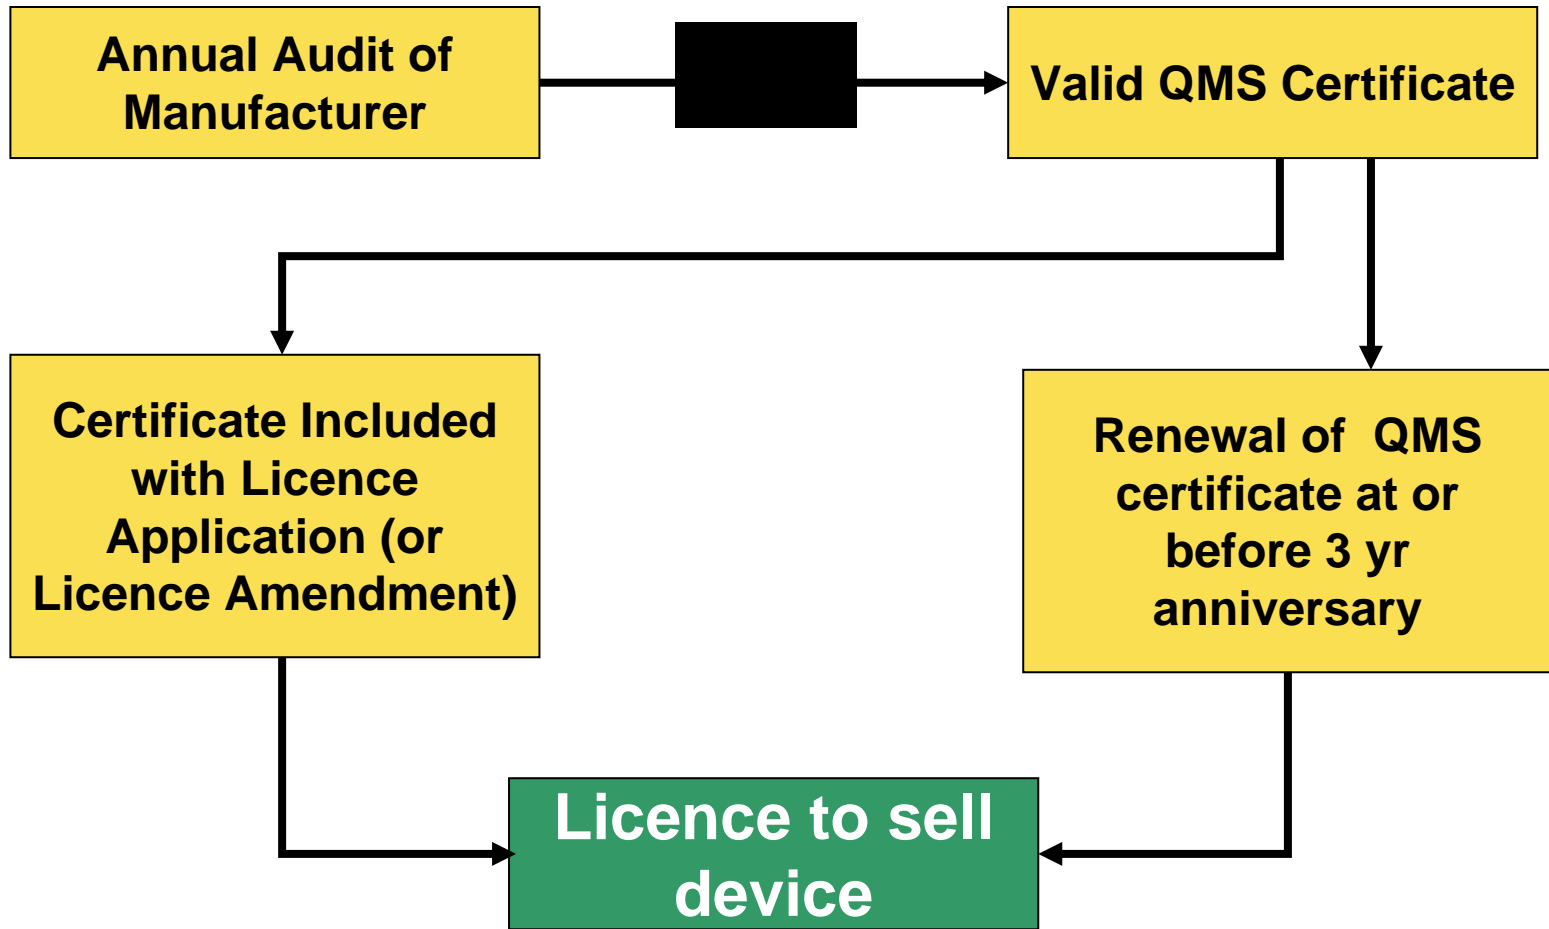 Annual Audit of
Manufacturer
Valid QMS Certificate
Certificate Included
with Licence
Application (or
Licence Amendment)
Renewal of  QMS
certificate at or
before 3 yr
anniversary
Licence to sell
device